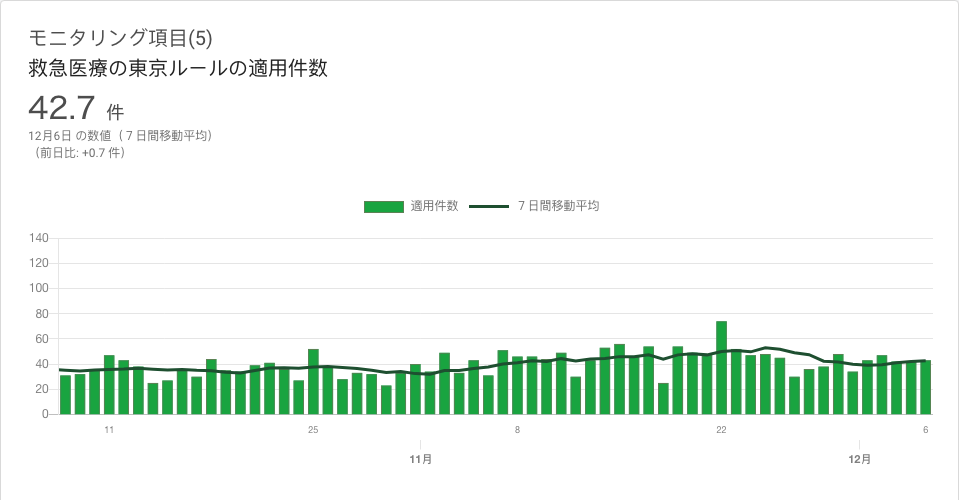 モニタリング項目(5)
救急医療の東京ルールの適用件数
42.7 件
12月6日 の数値（７日間移動平均）
（前日比: +0.7 件）
適用件数 ７日間移動平均
140
120
100
80
60
40
20
0
11 25 8 22 6
11月 12月